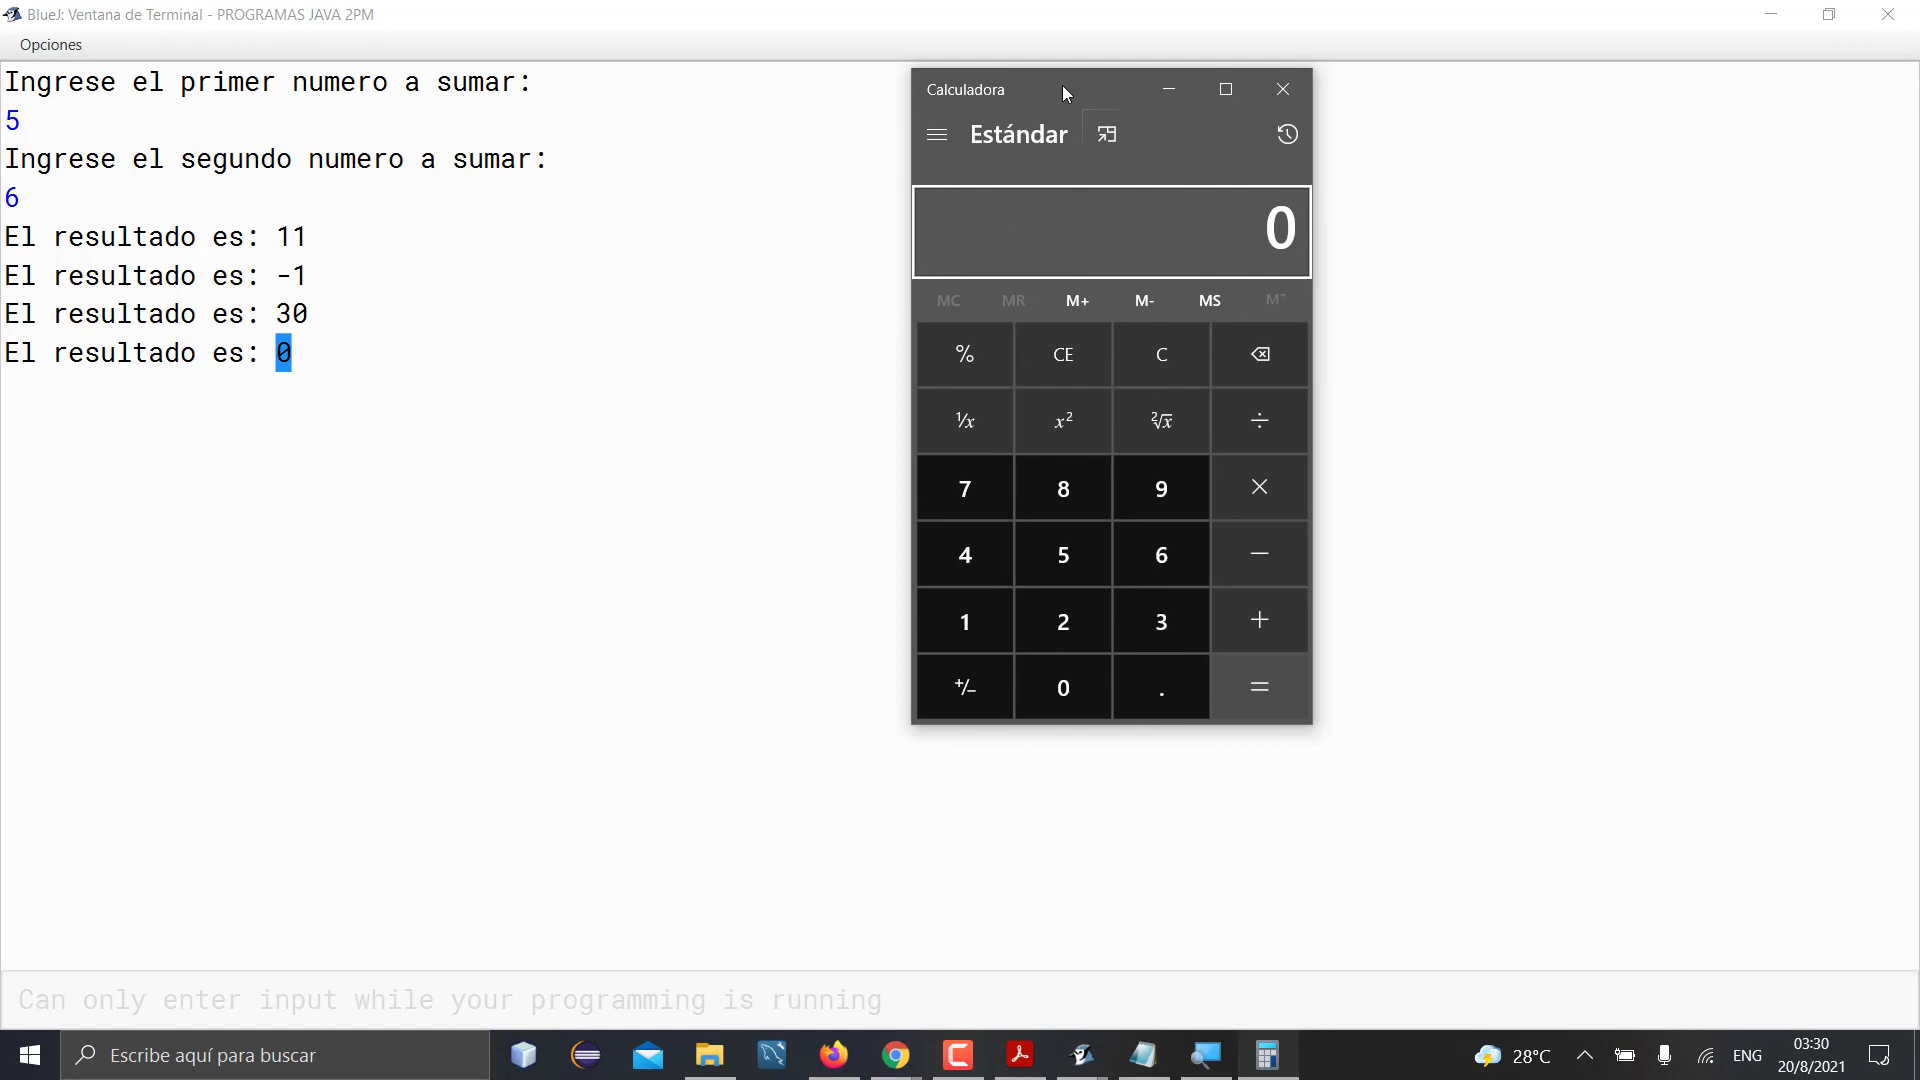 BlueJ: Ventana de Terminal - PROGRAMAS JAVA 2PM
Opciones
Ingrese el primer numero a sumar:
5
Ingrese el segundo numero a sumar:
6
El resultado es: 11
El resultado es: -1
El resultado es: 30
El resultado es: 0
Calculadora
Estándar
0
MC MR M+ M- MS M˅
% CE C
¹/x x² ²√x ÷
7 8 9 ×
4 5 6 −
1 2 3 +
+/− 0 . =
Can only enter input while your programming is running
Escribe aquí para buscar
28°C ENG
03:30
20/8/2021